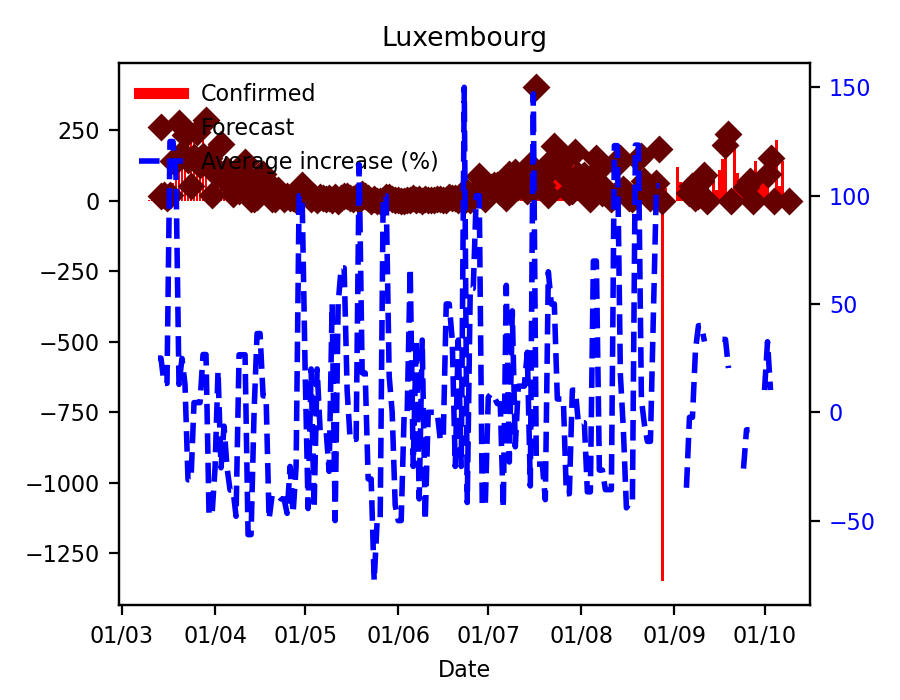 Luxembourg
Confirmed
Forecast
Average increase (%)
250
0
−250
−500
−750
−1000
−1250
150
100
50
0
−50
01/03 01/04 01/05 01/06 01/07 01/08 01/09 01/10
Date